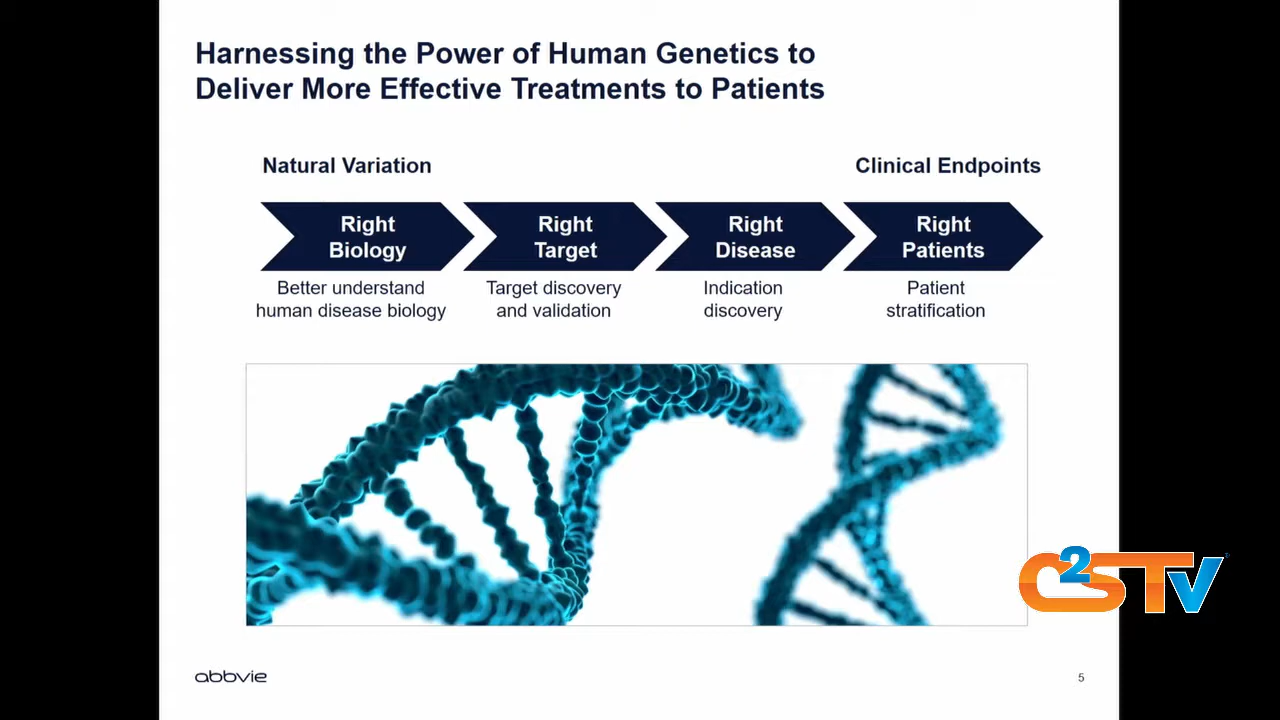 Harnessing the Power of Human Genetics to
Deliver More Effective Treatments to Patients
Natural Variation
Clinical Endpoints
Right
Biology
Right
Target
Right
Disease
Right
Patients
Better understand
human disease biology
Target discovery
and validation
Indication
discovery
Patient
stratification
C2STV
abbvie
5